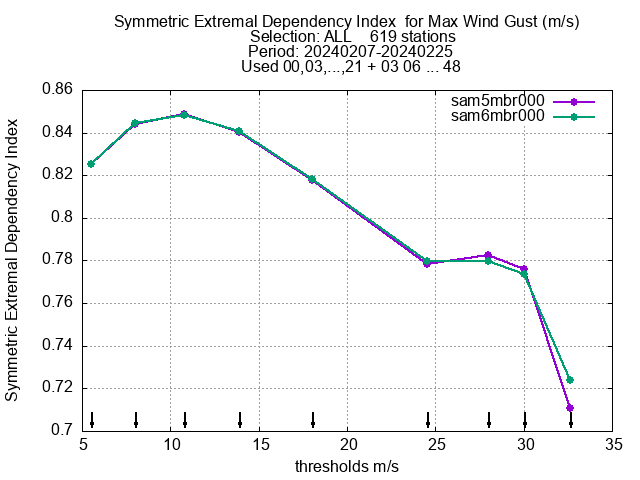 Symmetric Extremal Dependency Index  for Max Wind Gust (m/s)
Selection: ALL    619 stations
Period: 20240207-20240225
Used 00,03,...,21 + 03 06 ... 48
sam5mbr000
sam6mbr000
Symmetric Extremal Dependency Index
0.86
0.84
0.82
0.8
0.78
0.76
0.74
0.72
0.7
5 10 15 20 25 30 35
thresholds m/s